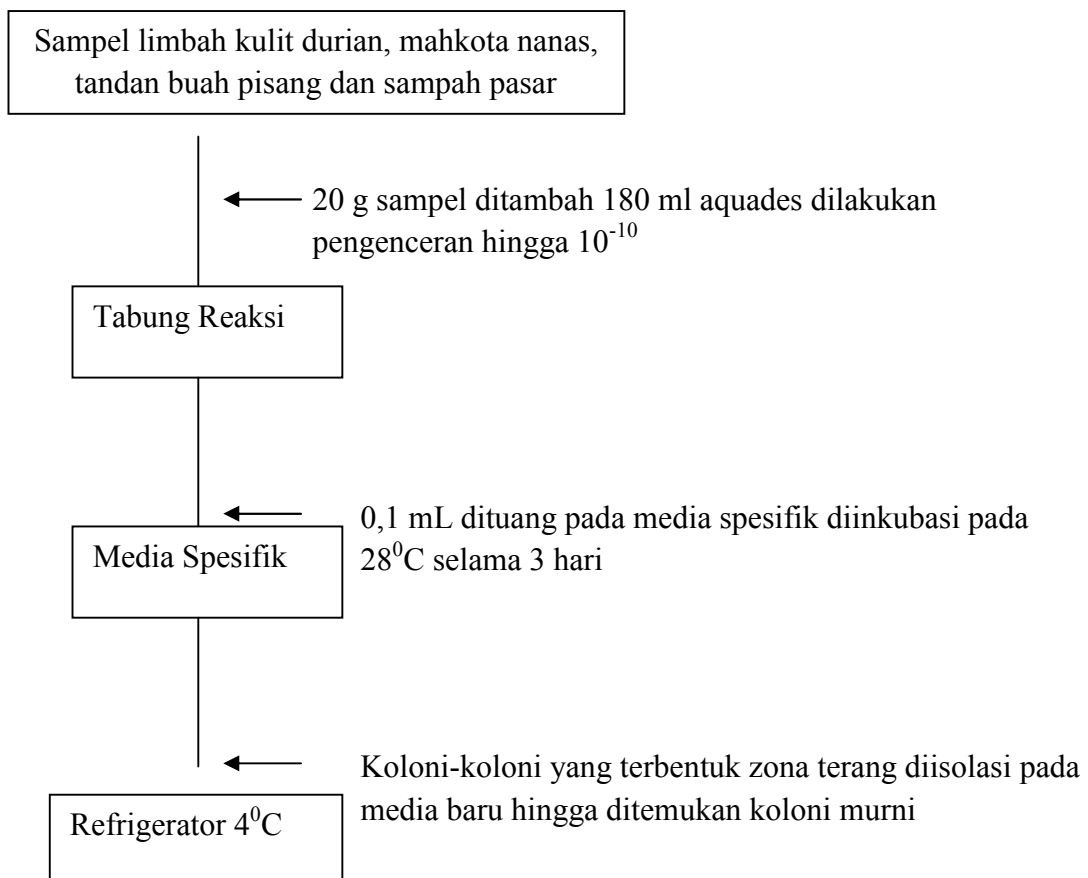 Sampel limbah kulit durian, mahkota nanas,
tandan buah pisang dan sampah pasar
20 g sampel ditambah 180 ml aquades dilakukan
pengenceran hingga 10⁻¹⁰
Tabung Reaksi
0,1 mL dituang pada media spesifik diinkubasi pada
28⁰C selama 3 hari
Media Spesifik
Koloni-koloni yang terbentuk zona terang diisolasi pada
media baru hingga ditemukan koloni murni
Refrigerator 4⁰C